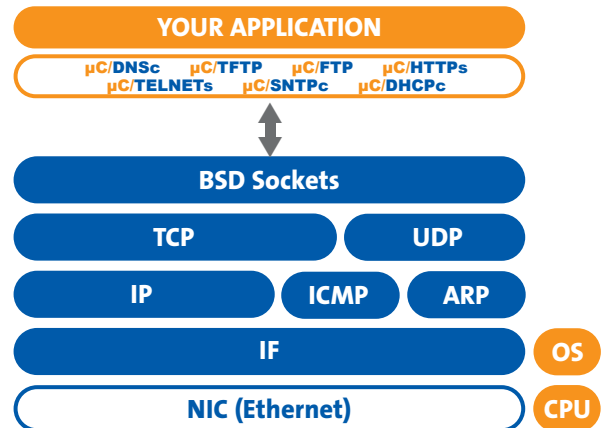 YOUR APPLICATION
µC/DNSc µC/TFTP µC/FTP µC/HTTPs
µC/TELNETs µC/SNTPc µC/DHCPc
BSD Sockets
TCP UDP
IP ICMP ARP
IF OS
NIC (Ethernet) CPU